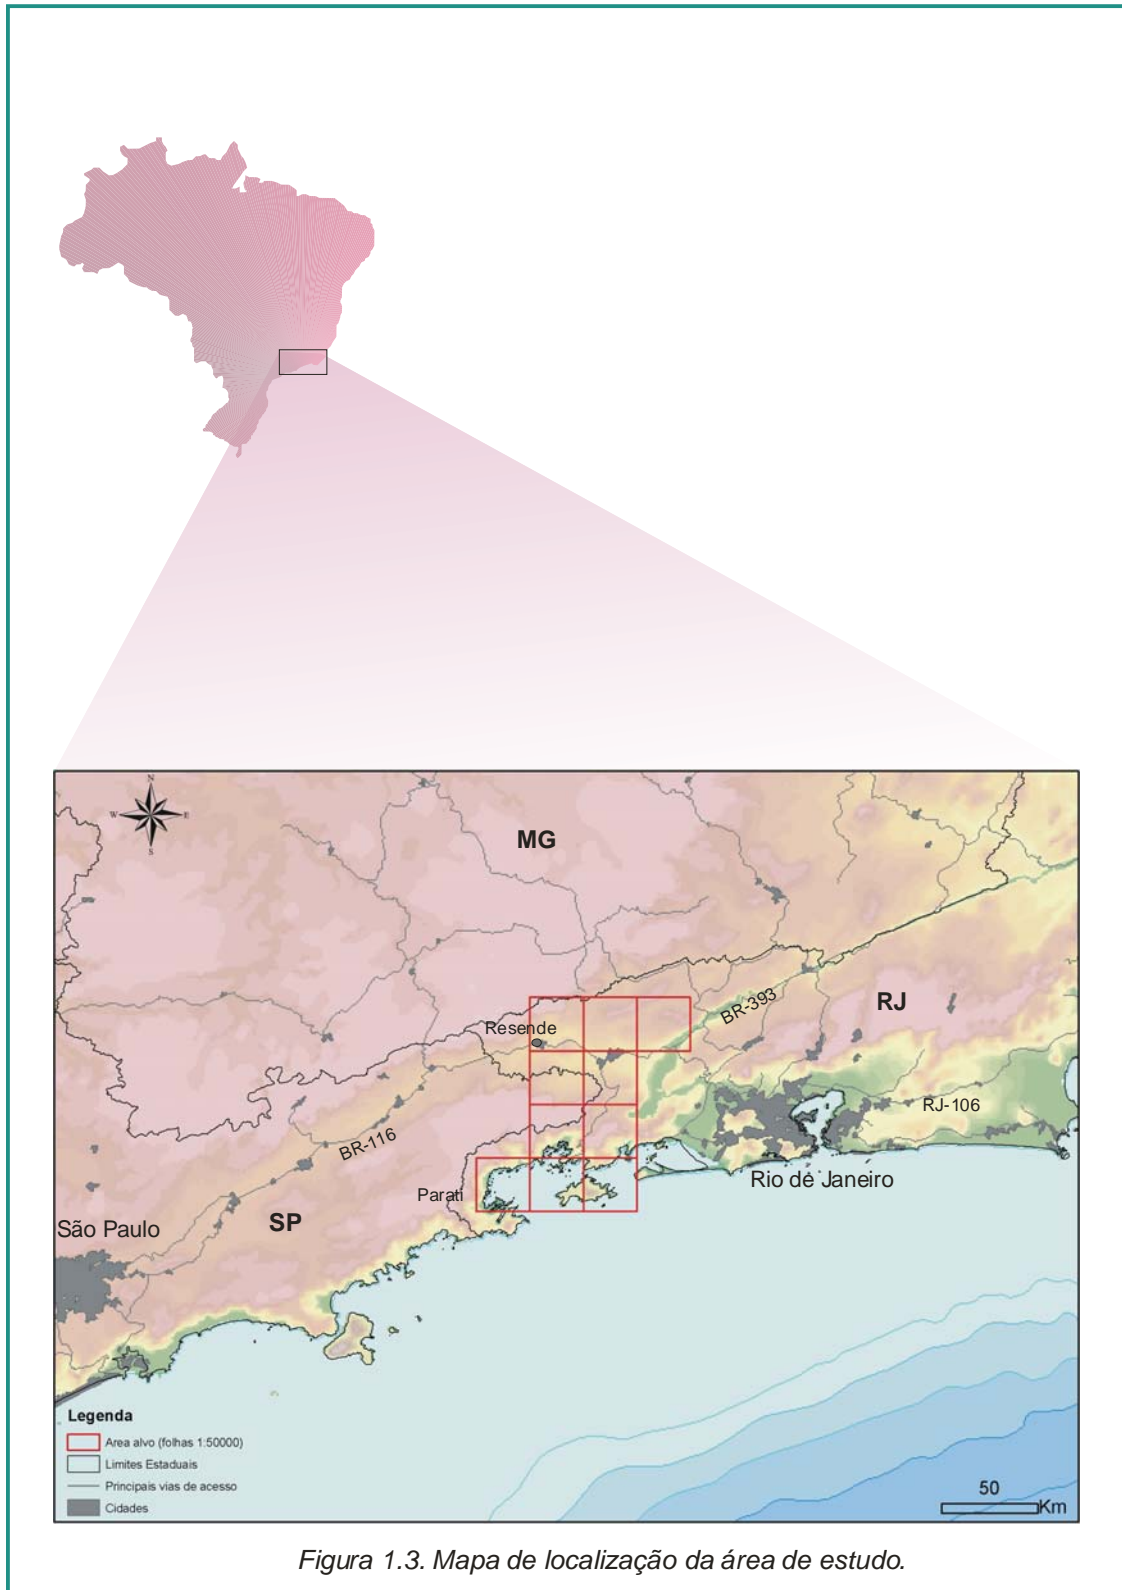 N
W
E
S
MG
RJ
BR-393
Resende
RJ-106
BR-116
Rio de Janeiro
Parati
SP
São Paulo
Legenda
Area alvo (folhas 1:50000)
Limites Estaduais
Principais vias de acesso
Cidades
50
Km
Figura 1.3. Mapa de localização da área de estudo.